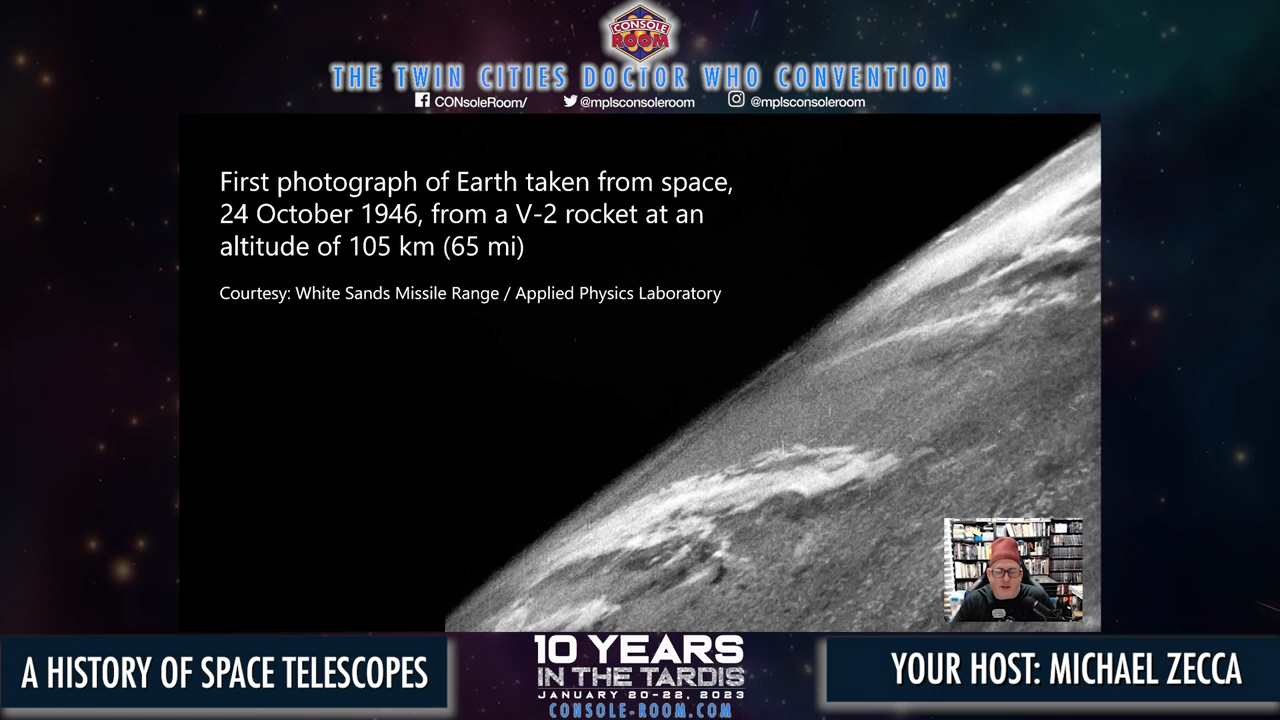 CONSOLE
ROOM
THE TWIN CITIES DOCTOR WHO CONVENTION
CONsoleRoom/ @mplsconsoleroom @mplsconsoleroom
First photograph of Earth taken from space,
24 October 1946, from a V-2 rocket at an
altitude of 105 km (65 mi)
Courtesy: White Sands Missile Range / Applied Physics Laboratory
A HISTORY OF SPACE TELESCOPES
10 YEARS
IN THE TARDIS
JANUARY 20-22, 2023
CONSOLE-ROOM.COM
YOUR HOST: MICHAEL ZECCA